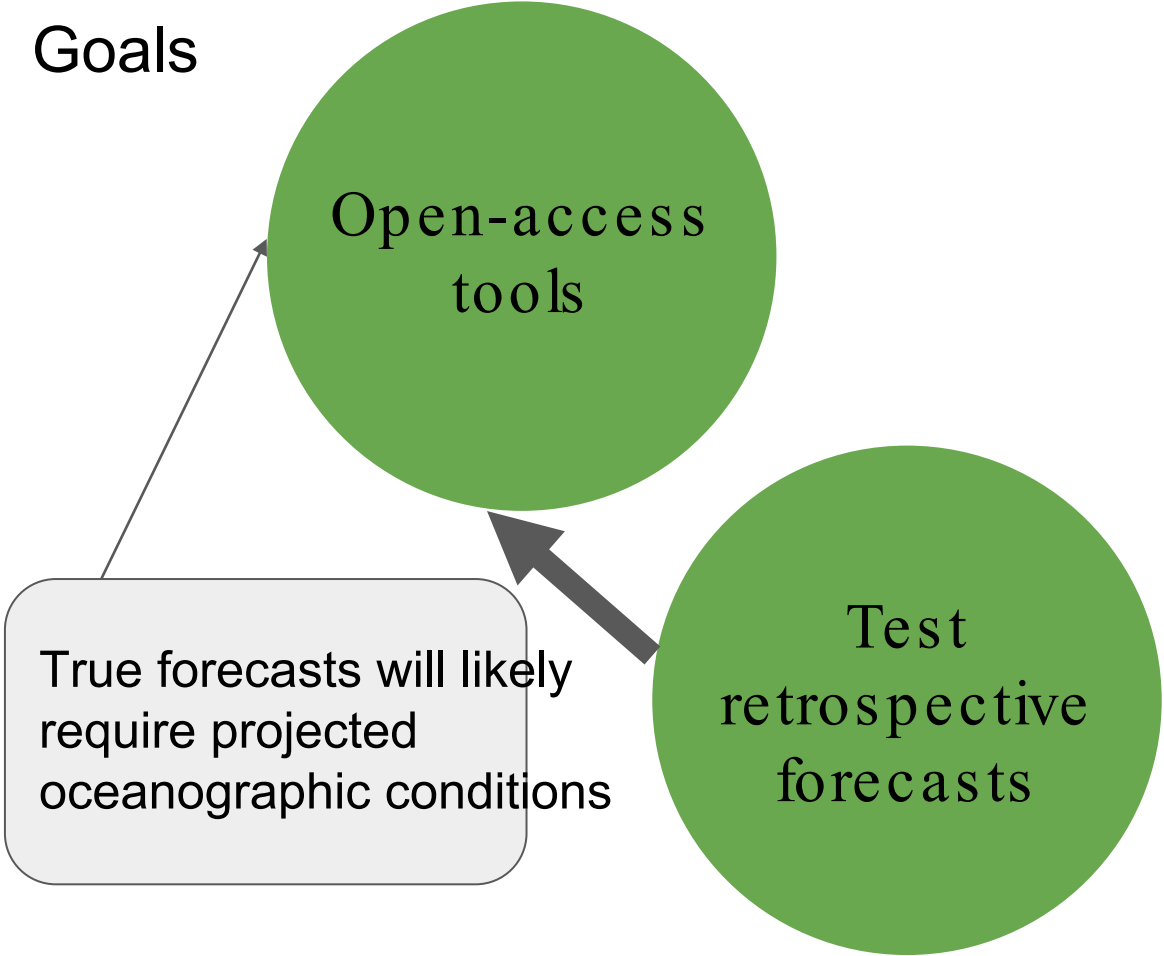 Goals
Open-access
tools
True forecasts will likely
require projected
oceanographic conditions
Test
retrospective
forecasts